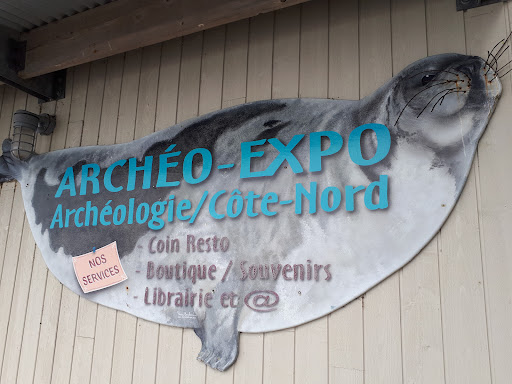 ARCHÉO-EXPO
Archéologie/Côte-Nord
NOS
SERVICES
- Coin Resto
- Boutique / Souvenirs
- Librairie et @